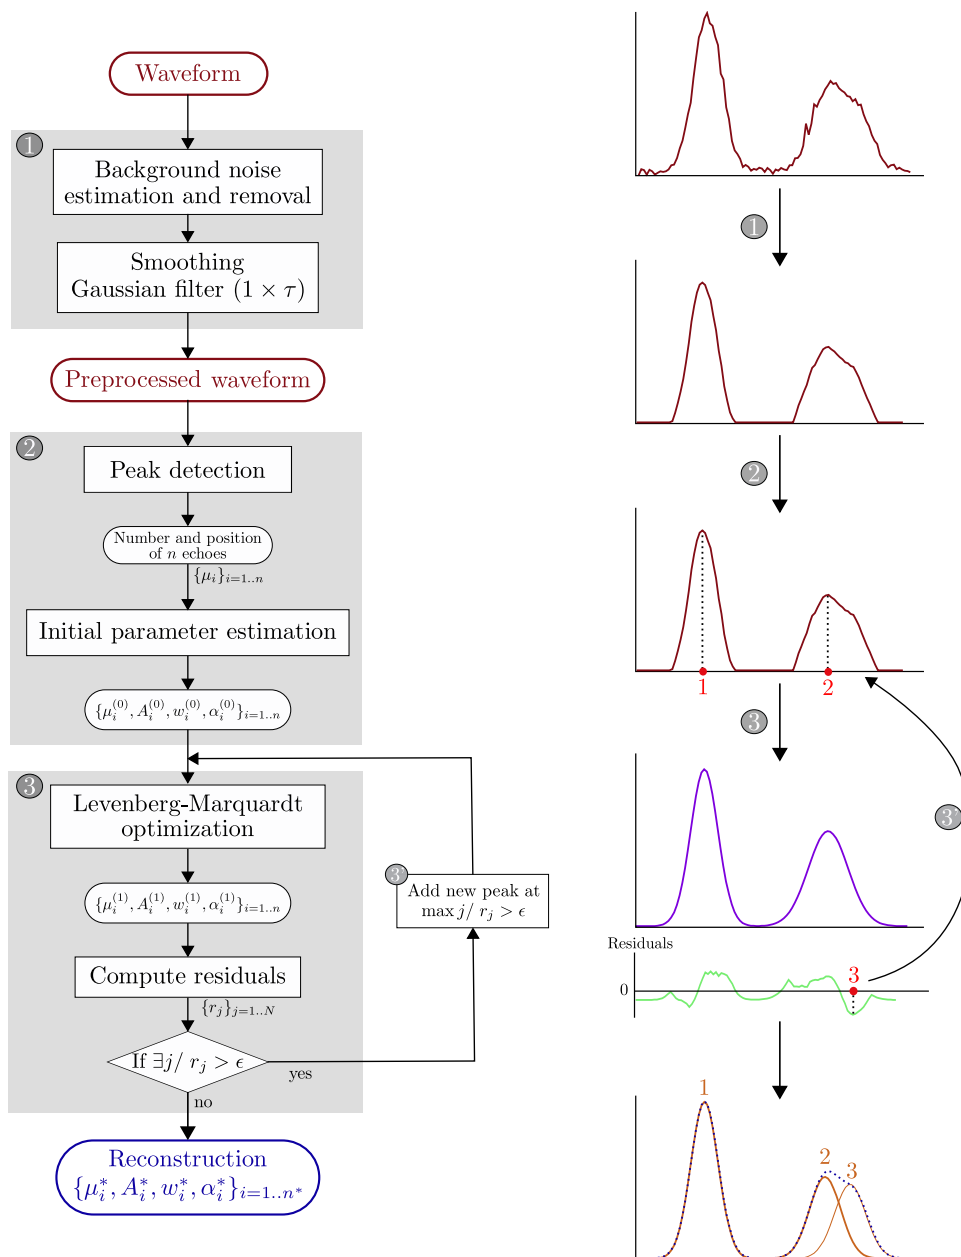 Waveform
1
Background noise
estimation and removal
Smoothing
Gaussian filter (1 × τ)
Preprocessed waveform
2
Peak detection
Number and position
of n echoes
{μ_i}_{i=1..n}
Initial parameter estimation
{μ_i^{(0)}, A_i^{(0)}, w_i^{(0)}, α_i^{(0)}}_{i=1..n}
3
Levenberg-Marquardt
optimization
{μ_i^{(1)}, A_i^{(1)}, w_i^{(1)}, α_i^{(1)}}_{i=1..n}
Compute residuals
{r_j}_{j=1..N}
If ∃j/ r_j > ϵ
yes
no
3'
Add new peak at
max j/ r_j > ϵ
Reconstruction
{μ_i^*, A_i^*, w_i^*, α_i^*}_{i=1..n^*}
1
2
1
2
3
3'
Residuals
0
3
1
2
3